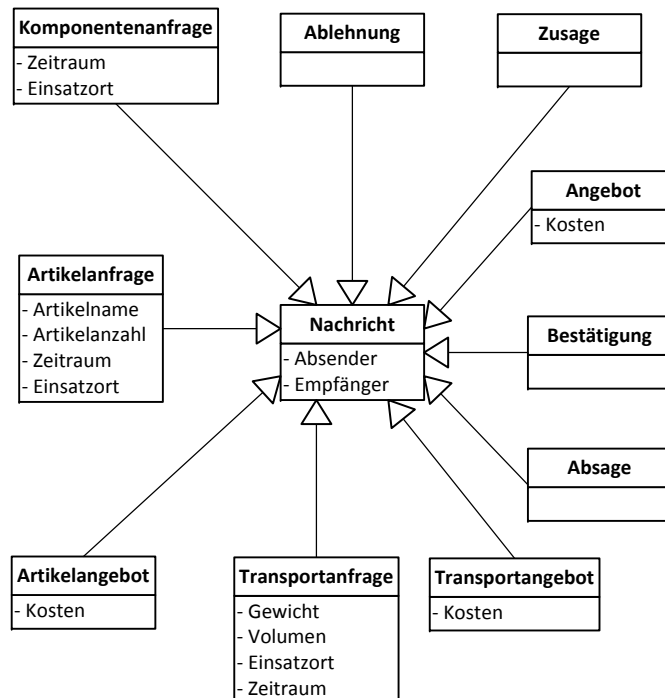 Komponentenanfrage
- Zeitraum
- Einsatzort
Ablehnung
Zusage
Angebot
- Kosten
Artikelanfrage
- Artikelname
- Artikelanzahl
- Zeitraum
- Einsatzort
Nachricht
- Absender
- Empfänger
Bestätigung
Absage
Artikelangebot
- Kosten
Transportanfrage
- Gewicht
- Volumen
- Einsatzort
- Zeitraum
Transportangebot
- Kosten